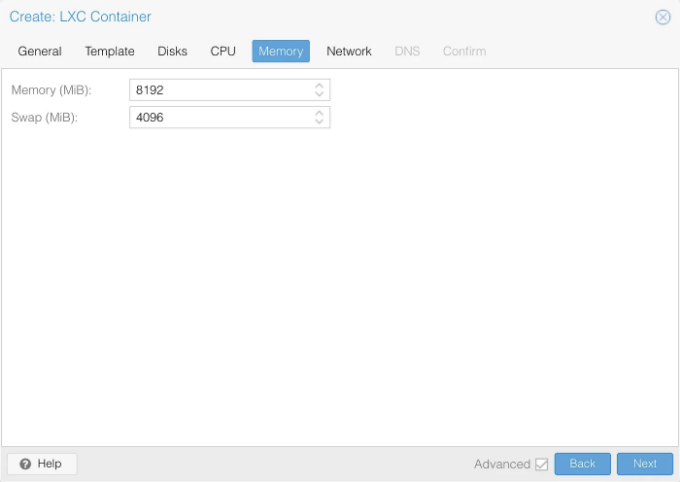 Create: LXC Container
General Template Disks CPU Memory Network DNS Confirm
Memory (MiB): 8192
Swap (MiB): 4096
Help Advanced Back Next